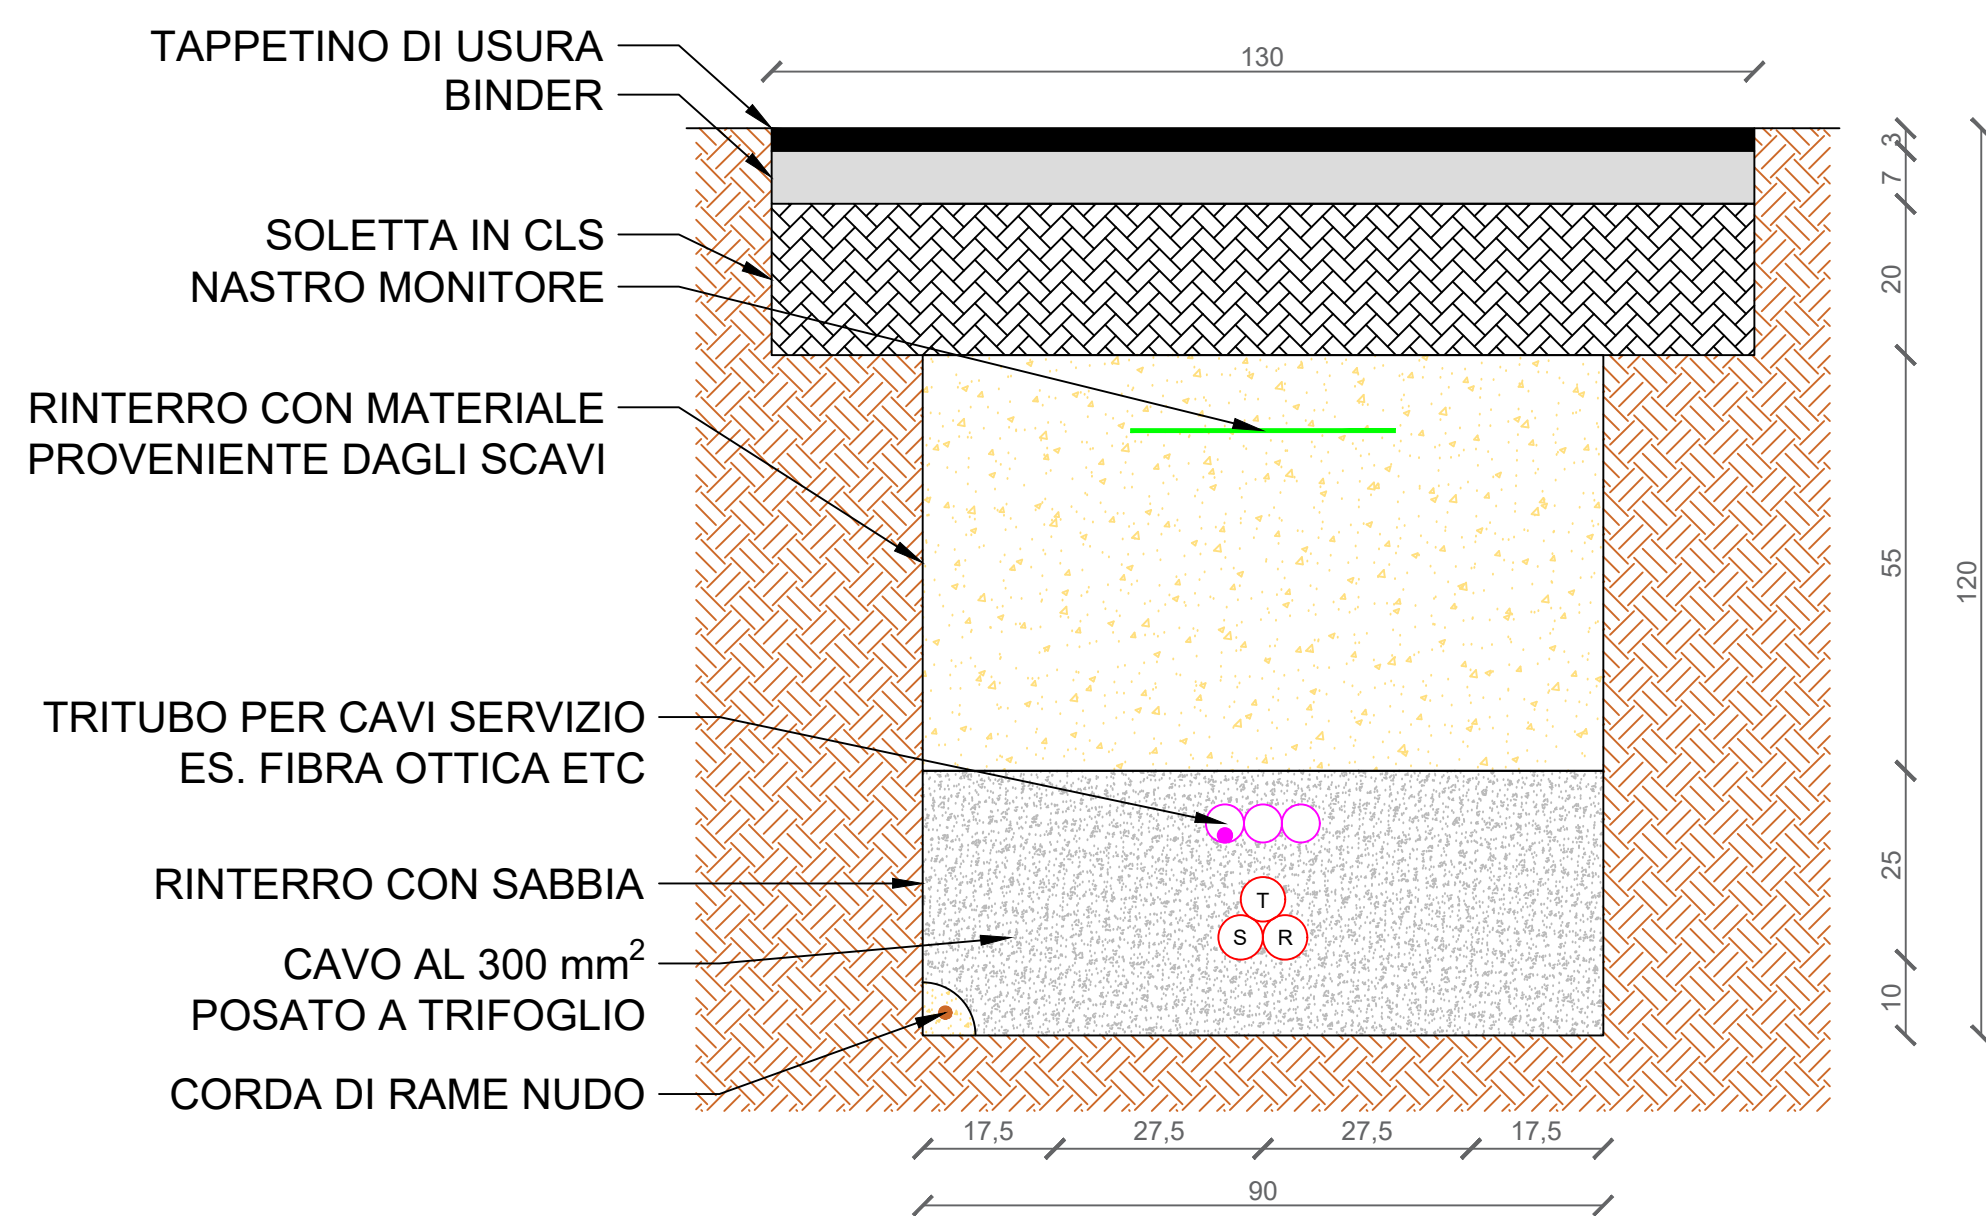 TAPPETINO DI USURA
BINDER
130
3
7
SOLETTA IN CLS
NASTRO MONITORE
20
RINTERRO CON MATERIALE
PROVENIENTE DAGLI SCAVI
55
120
TRITUBO PER CAVI SERVIZIO
ES. FIBRA OTTICA ETC
RINTERRO CON SABBIA
25
T
S R
CAVO AL 300 mm²
POSATO A TRIFOGLIO
10
CORDA DI RAME NUDO
17,5 27,5 27,5 17,5
90